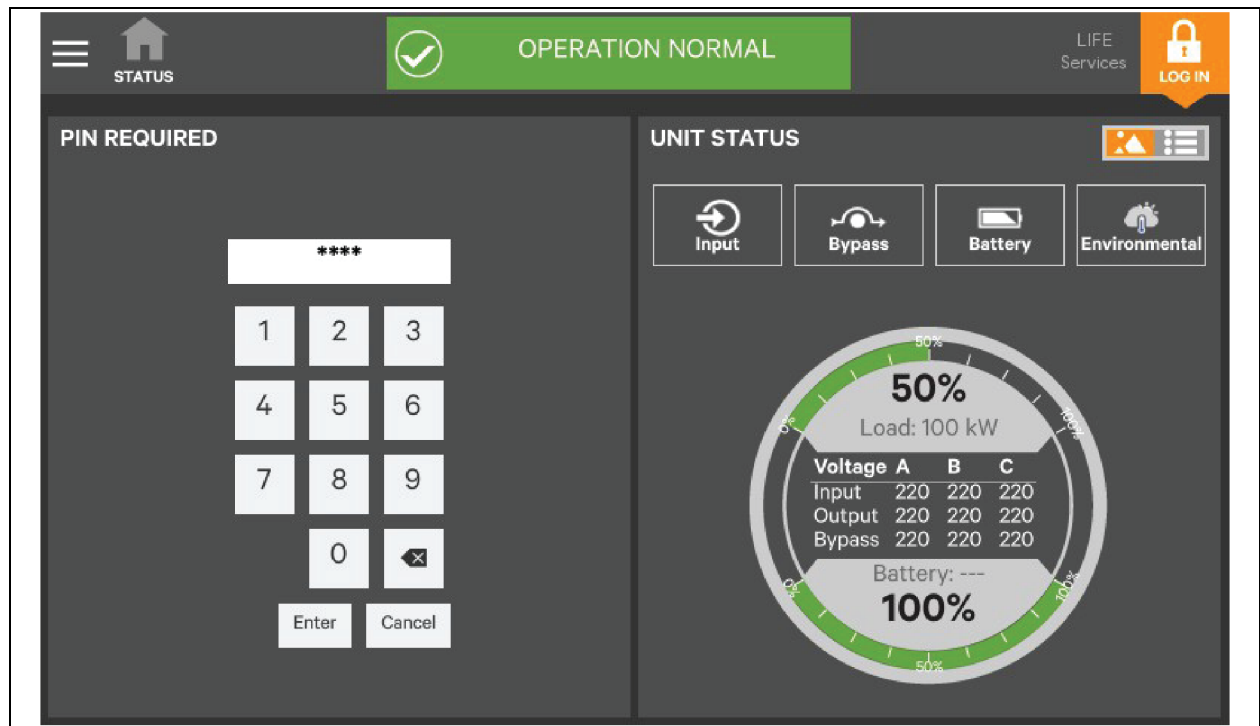 STATUS
OPERATION NORMAL
LIFE
Services
LOG IN
PIN REQUIRED
****
1 2 3
4 5 6
7 8 9
0
Enter Cancel
UNIT STATUS
Input Bypass Battery Environmental
50%
50%
0% 100%
Load: 100 kW
Voltage A B C
Input 220 220 220
Output 220 220 220
Bypass 220 220 220
Battery: ---
0% 100%
100%
50%